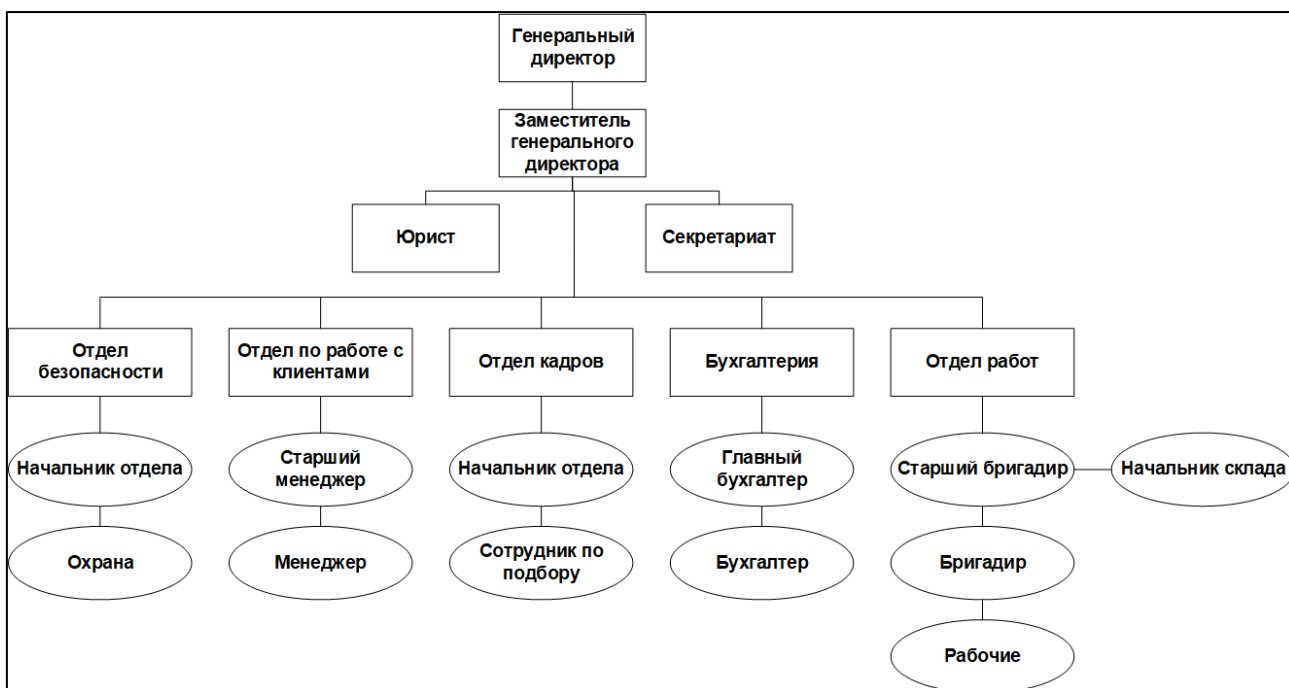 Генеральный
директор
Заместитель
генерального
директора
Юрист
Секретариат
Отдел
безопасности
Отдел по работе с
клиентами
Отдел кадров
Бухгалтерия
Отдел работ
Начальник отдела
Старший
менеджер
Начальник отдела
Главный
бухгалтер
Старший бригадир
Начальник склада
Охрана
Менеджер
Сотрудник по
подбору
Бухгалтер
Бригадир
Рабочие